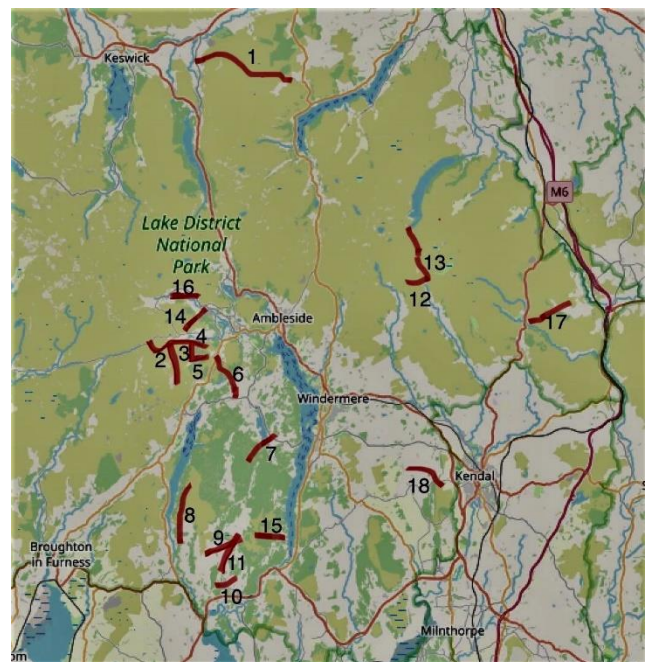 1
Keswick
M6
Lake District
National
Park
13
16
12
14
Ambleside
17
4
2
3
5
6
Windermere
7
18
Kendal
8
9
15
11
Broughton
in Furness
10
Milnthorpe
om